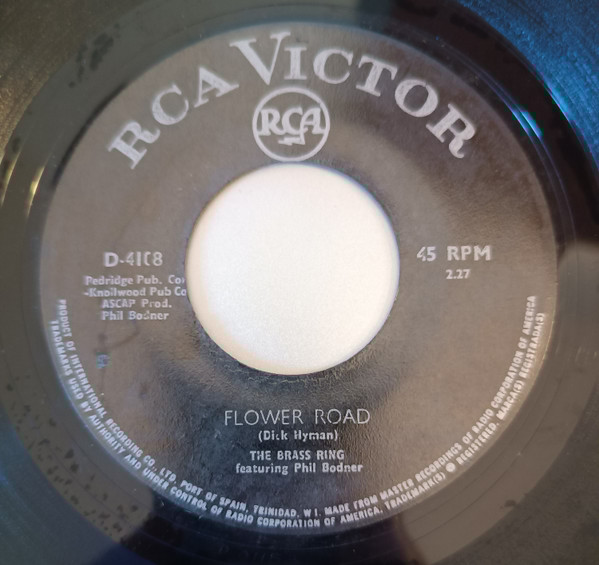 RCA VICTOR
RCA
D-4108
45 RPM
2.27
Pedridge Pub. Co.
-Knollwood Pub Co
ASCAP Prod.
Phil Bodner
FLOWER ROAD
(Dick Hyman)
THE BRASS RING
featuring Phil Bodner
PRODUCT OF INTERNATIONAL RECORDING CO., LTD. PORT OF SPAIN, TRINIDAD, W I. MADE FROM MASTER RECORDINGS OF RADIO CORPORATION OF AMERICA
TRADEMARKS USED BY AUTHORITY AND UNDER CONTROL OF RADIO CORPORATION OF AMERICA, TRADEMARK(S) ® REGISTERED. MARCA(S) REGISTRADA(S)